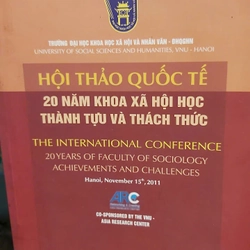 TRƯỜNG ĐẠI HỌC KHOA HỌC XÃ HỘI VÀ NHÂN VĂN - ĐHQGHN
UNIVERSITY OF SOCIAL SCIENCES AND HUMANITIES, VNU - HANOI
HỘI THẢO QUỐC TẾ
20 NĂM KHOA XÃ HỘI HỌC
THÀNH TỰU VÀ THÁCH THỨC
THE INTERNATIONAL CONFERENCE
20 YEARS OF FACULTY OF SOCIOLOGY
ACHIEVEMENTS AND CHALLENGES
Hanoi, November 15th, 2011
ARC
CO-SPONSORED BY THE VNU -
ASIA RESEARCH CENTER